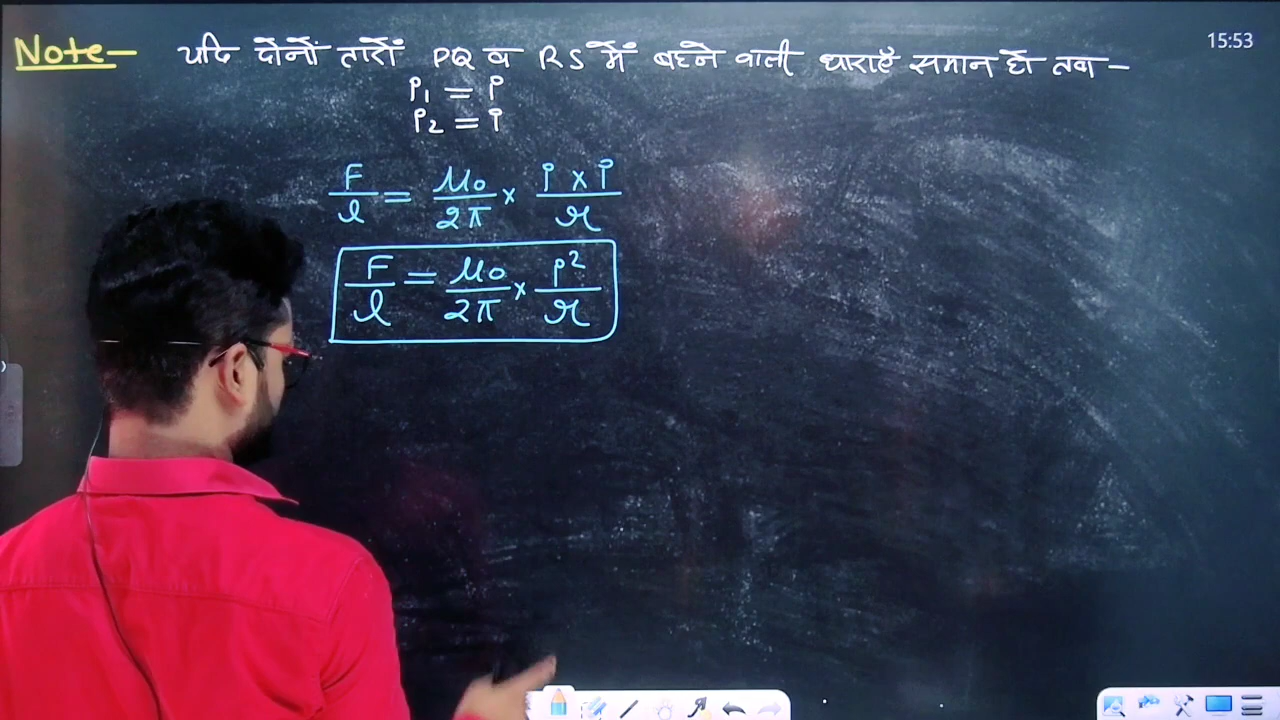 Note- यदि दोनों तारों PQ व RS में बहने वाली धाराएँ समान हो तब-
i₁ = i
i₂ = i
F/l = μ₀/2π × i × i/r
F/l = μ₀/2π × i²/r
15:53